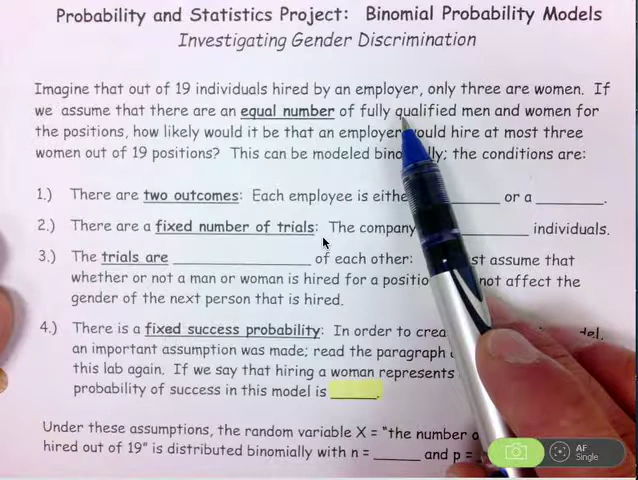 Probability and Statistics Project: Binomial Probability Models
Investigating Gender Discrimination
Imagine that out of 19 individuals hired by an employer, only three are women. If
we assume that there are an equal number of fully qualified men and women for
the positions, how likely would it be that an employer would hire at most three
women out of 19 positions? This can be modeled the conditions are:
1.) There are two outcomes: Each employee is or a ________.
2.) There are a fixed number of trials: The company individuals.
3.) The trials are ________________ of each other: assume that
whether or not a man or woman is hired for a not affect the
gender of the next person that is hired.
4.) There is a fixed success probability: In order to
an important assumption was made; read the paragraph
this lab again. If we say that hiring a woman represents
probability of success in this model is ______.
Under these assumptions, the random variable X = "the number
hired out of 19" is distributed binomially with n = ______ and p =
AF
Single